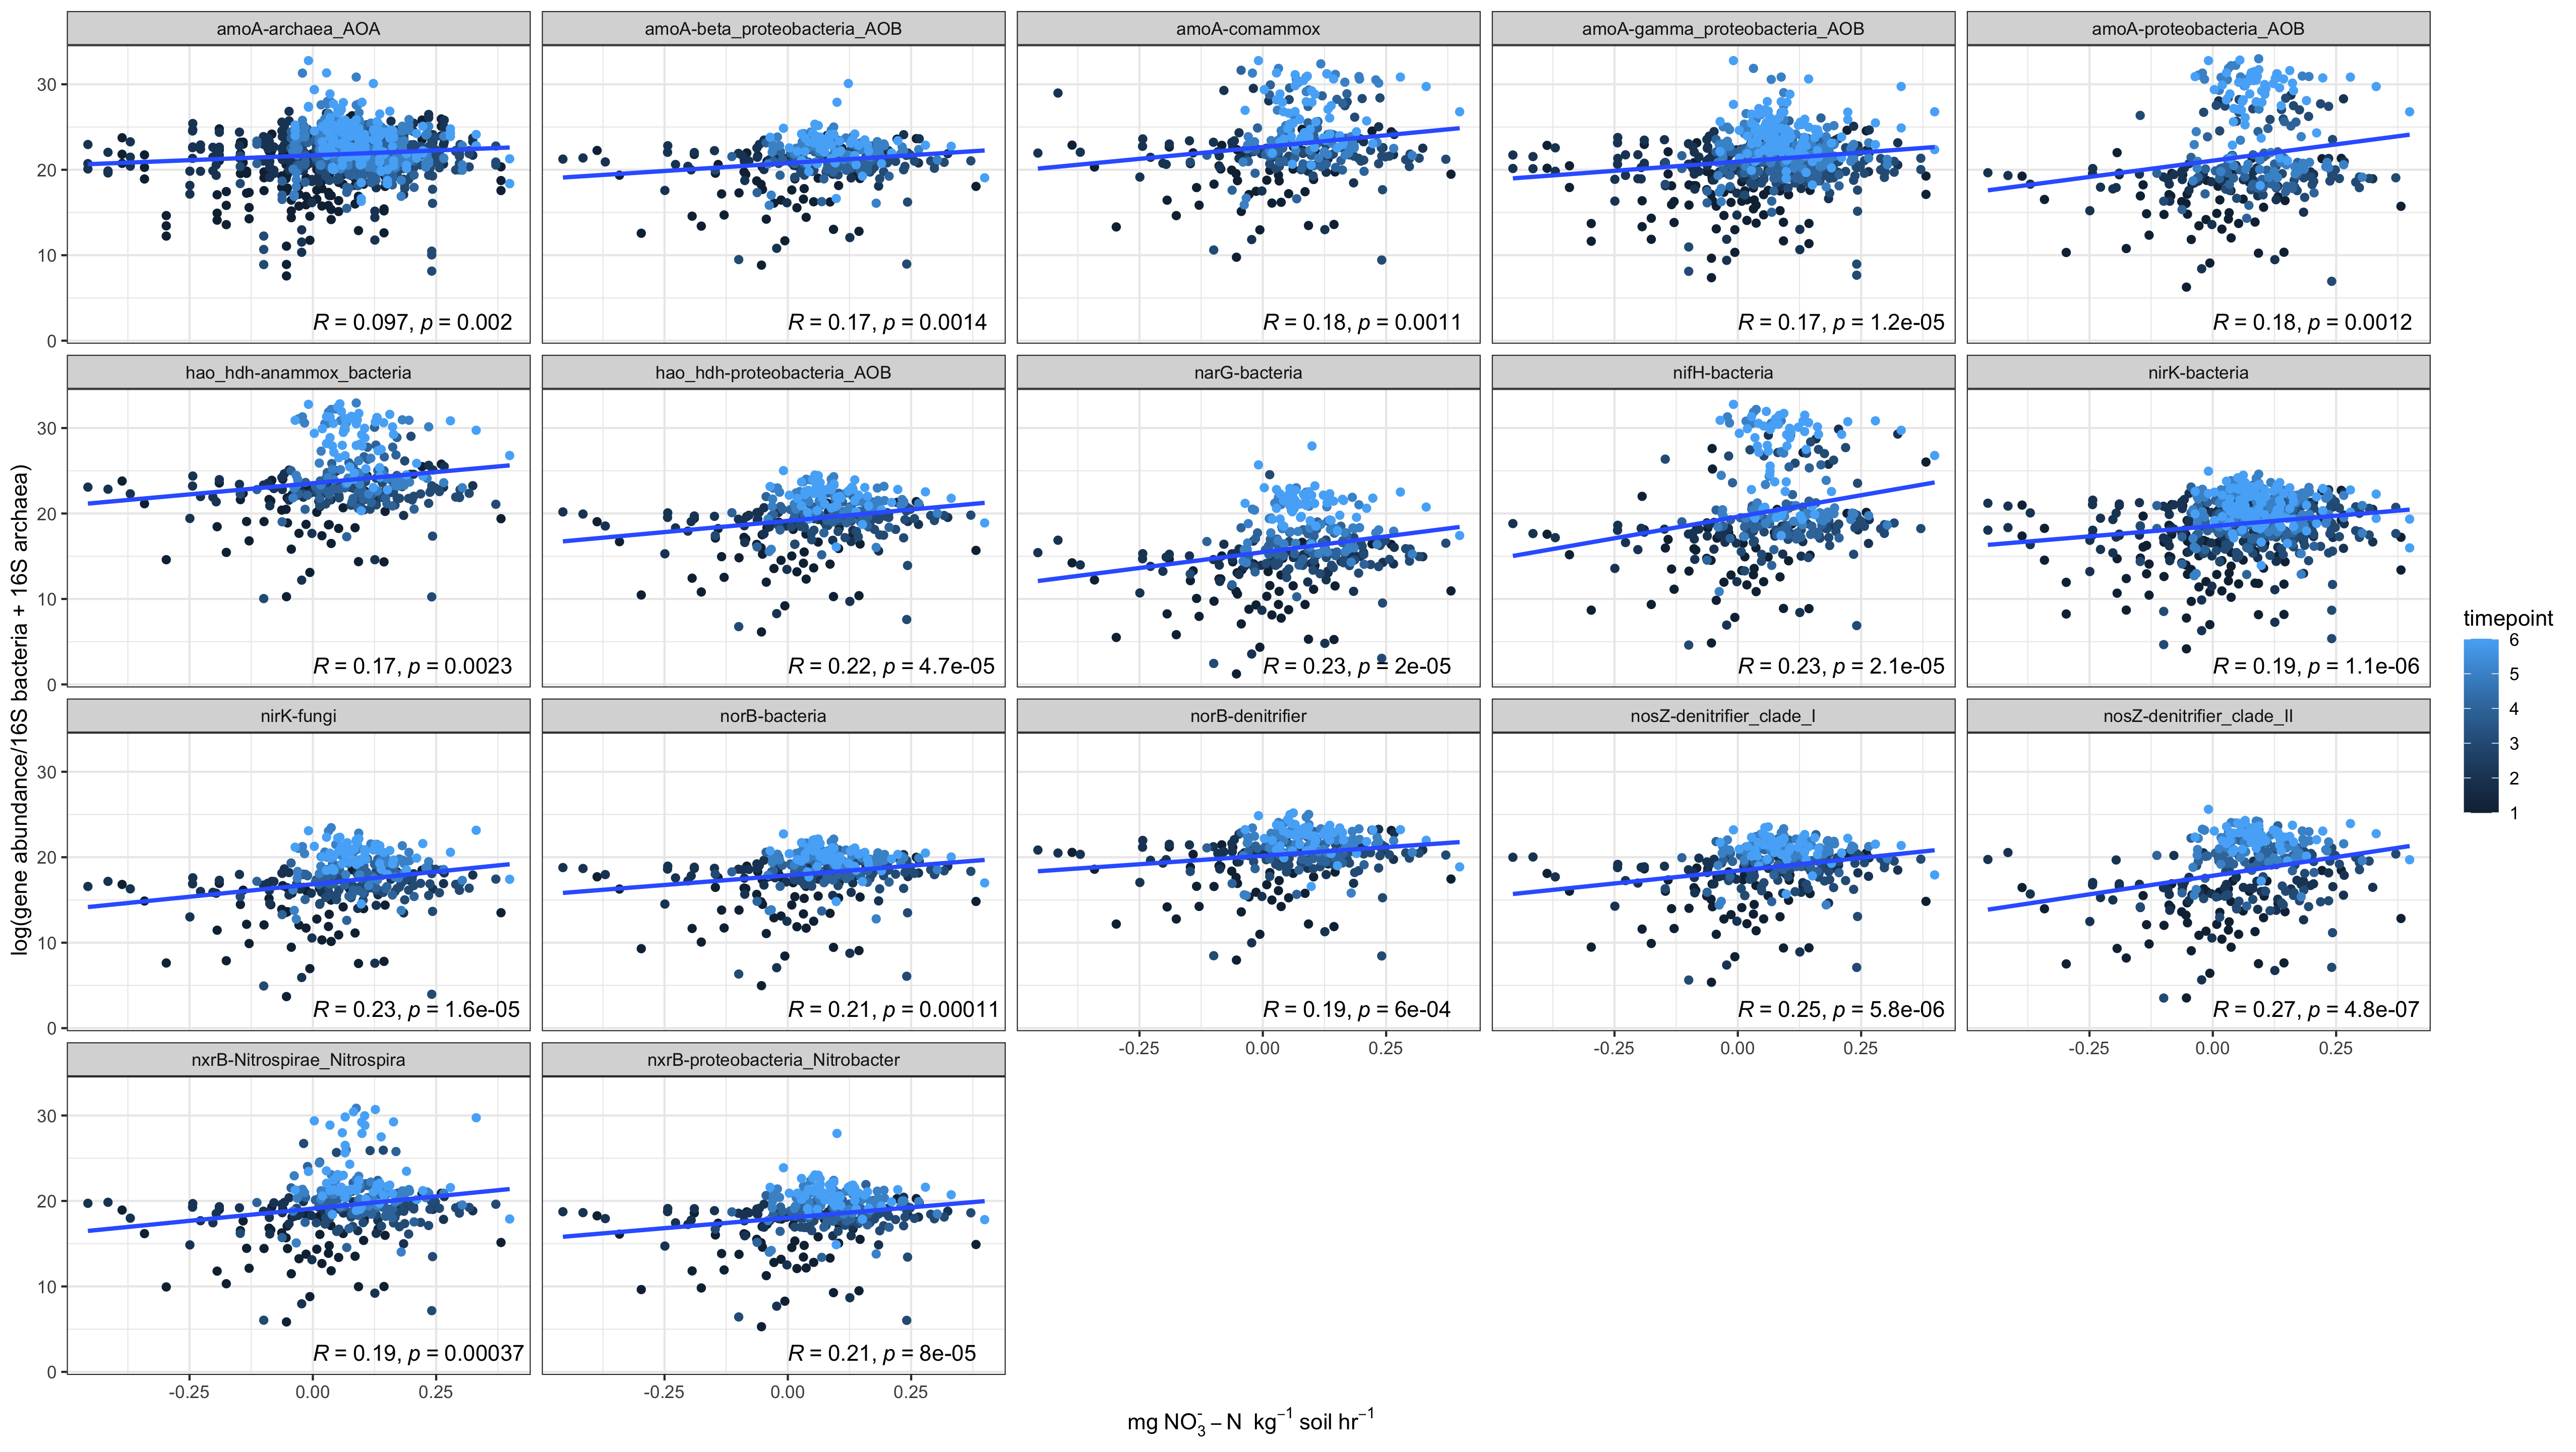 amoA-archaea_AOA
amoA-beta_proteobacteria_AOB
amoA-comammox
amoA-gamma_proteobacteria_AOB
amoA-proteobacteria_AOB
30
20
10
0
R = 0.097, p = 0.002
R = 0.17, p = 0.0014
R = 0.18, p = 0.0011
R = 0.17, p = 1.2e-05
R = 0.18, p = 0.0012
hao_hdh-anammox_bacteria
hao_hdh-proteobacteria_AOB
narG-bacteria
nifH-bacteria
nirK-bacteria
30
20
10
0
R = 0.17, p = 0.0023
R = 0.22, p = 4.7e-05
R = 0.23, p = 2e-05
R = 0.23, p = 2.1e-05
R = 0.19, p = 1.1e-06
nirK-fungi
norB-bacteria
norB-denitrifier
nosZ-denitrifier_clade_I
nosZ-denitrifier_clade_II
30
20
10
0
R = 0.23, p = 1.6e-05
R = 0.21, p = 0.00011
R = 0.19, p = 6e-04
R = 0.25, p = 5.8e-06
R = 0.27, p = 4.8e-07
-0.25 0.00 0.25
-0.25 0.00 0.25
-0.25 0.00 0.25
nxrB-Nitrospirae_Nitrospira
nxrB-proteobacteria_Nitrobacter
30
20
10
0
R = 0.19, p = 0.00037
R = 0.21, p = 8e-05
-0.25 0.00 0.25
-0.25 0.00 0.25
mg NO₃⁻ – N kg⁻¹ soil hr⁻¹
log(gene abundance/16S bacteria + 16S archaea)
timepoint
6
5
4
3
2
1